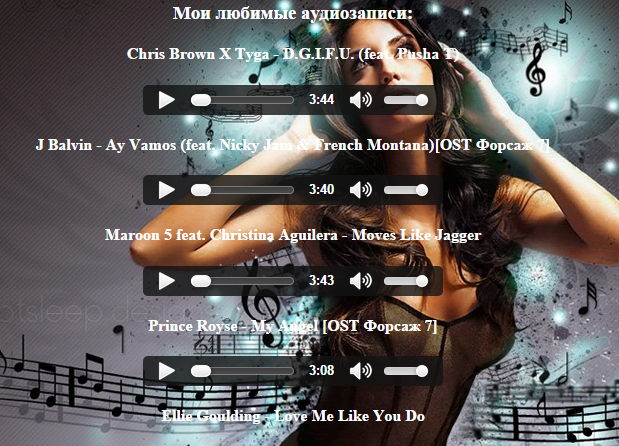 Мои любимые аудиозаписи:
Chris Brown X Tyga - D.G.I.F.U. (feat. Pusha T)
3:44
J Balvin - Ay Vamos (feat. Nicky Jam & French Montana)[OST Форсаж 7]
3:40
Maroon 5 feat. Christina Aguilera - Moves Like Jagger
3:43
Prince Royse - My Angel [OST Форсаж 7]
3:08
Ellie Goulding - Love Me Like You Do